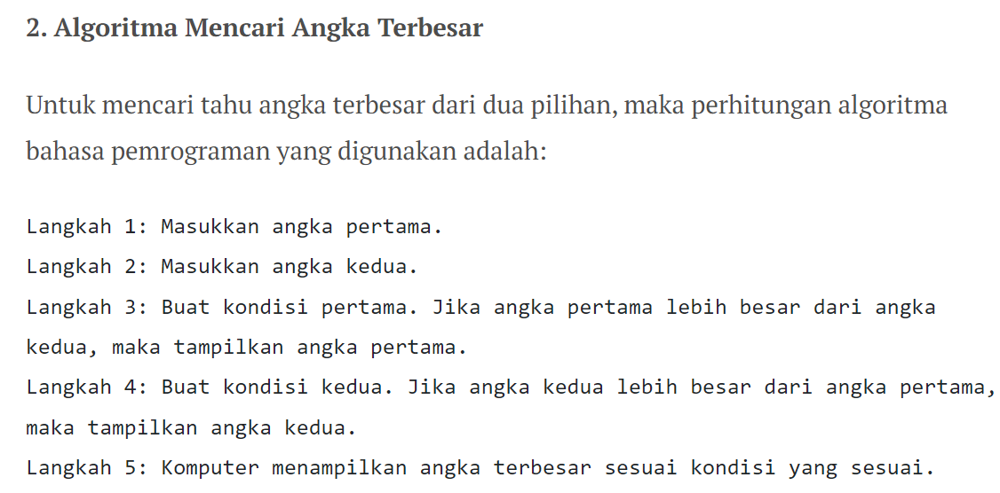 2. Algoritma Mencari Angka Terbesar
Untuk mencari tahu angka terbesar dari dua pilihan, maka perhitungan algoritma
bahasa pemrograman yang digunakan adalah:
Langkah 1: Masukkan angka pertama.
Langkah 2: Masukkan angka kedua.
Langkah 3: Buat kondisi pertama. Jika angka pertama lebih besar dari angka
kedua, maka tampilkan angka pertama.
Langkah 4: Buat kondisi kedua. Jika angka kedua lebih besar dari angka pertama,
maka tampilkan angka kedua.
Langkah 5: Komputer menampilkan angka terbesar sesuai kondisi yang sesuai.